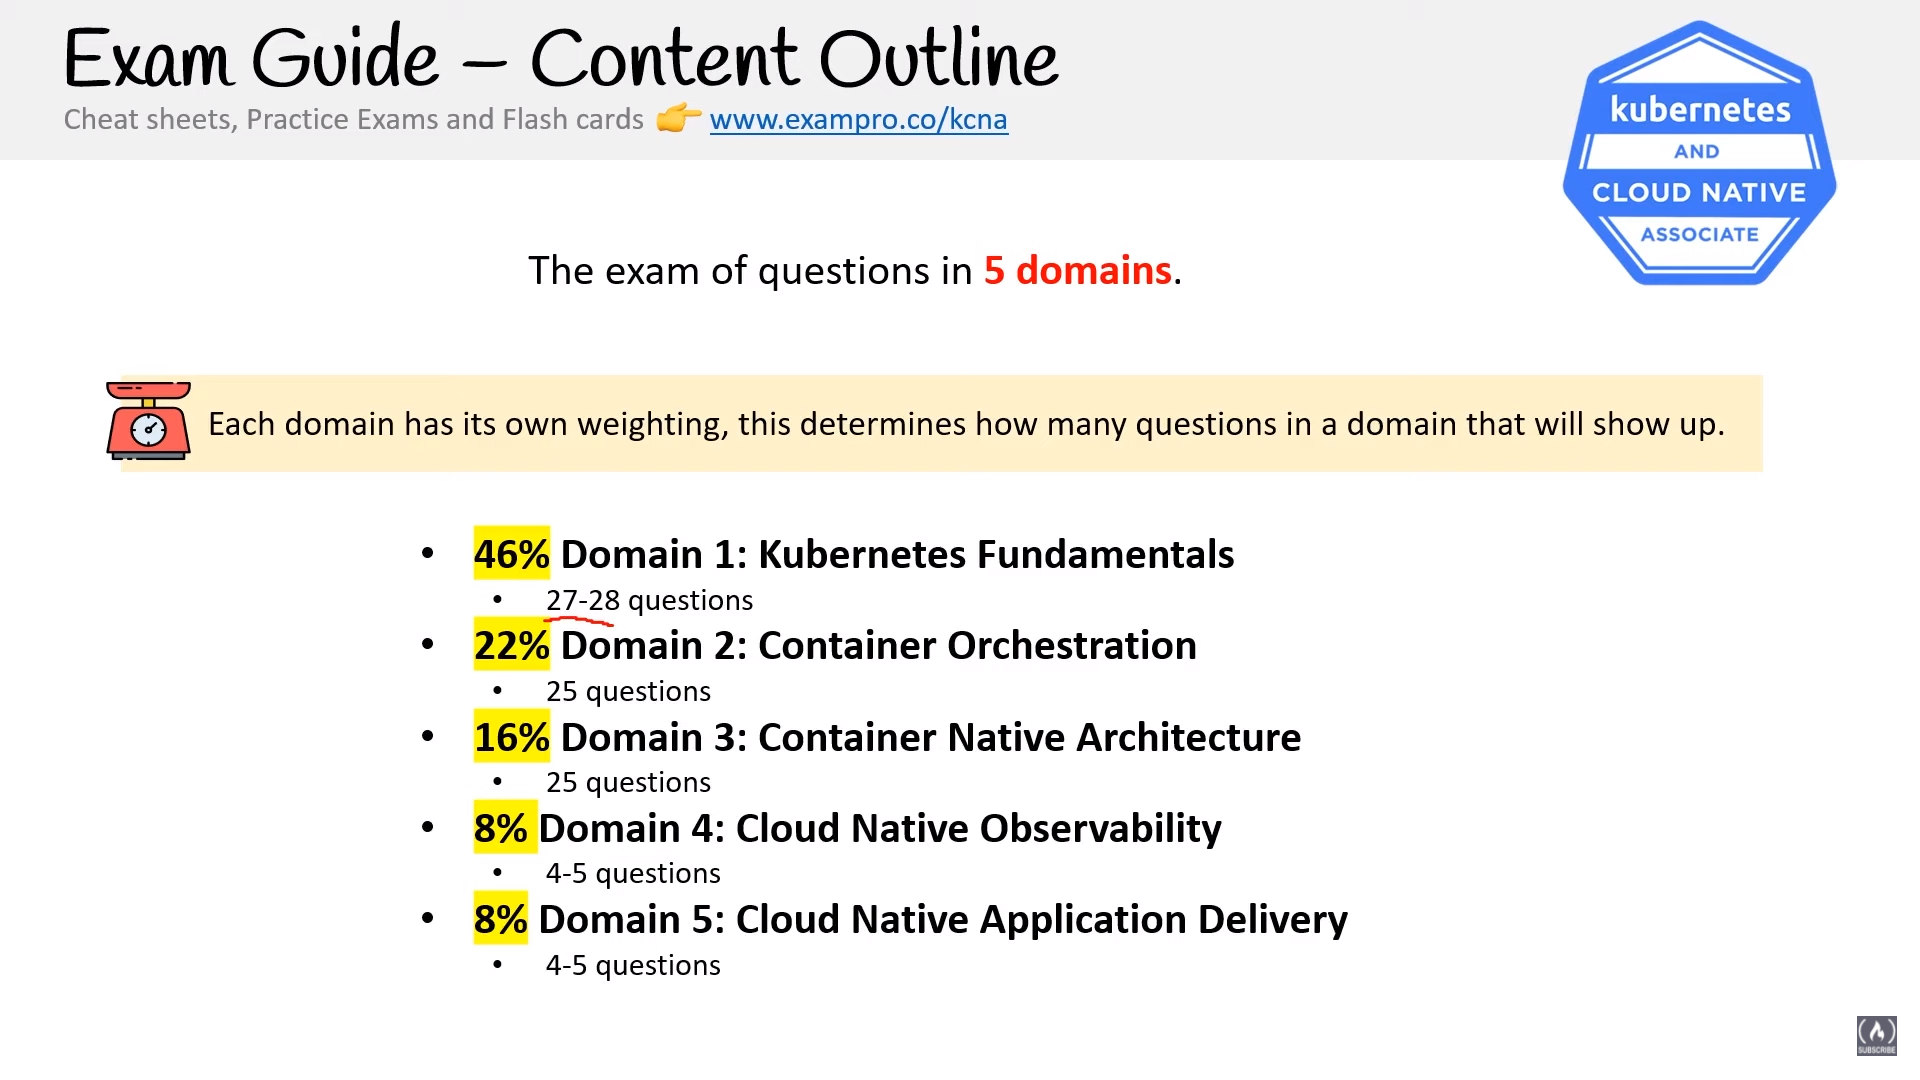 Exam Guide – Content Outline
Cheat sheets, Practice Exams and Flash cards 👉 www.exampro.co/kcna
kubernetes
AND
CLOUD NATIVE
ASSOCIATE
The exam of questions in 5 domains.
Each domain has its own weighting, this determines how many questions in a domain that will show up.
• 46% Domain 1: Kubernetes Fundamentals
• 27-28 questions
• 22% Domain 2: Container Orchestration
• 25 questions
• 16% Domain 3: Container Native Architecture
• 25 questions
• 8% Domain 4: Cloud Native Observability
• 4-5 questions
• 8% Domain 5: Cloud Native Application Delivery
• 4-5 questions
SUBSCRIBE